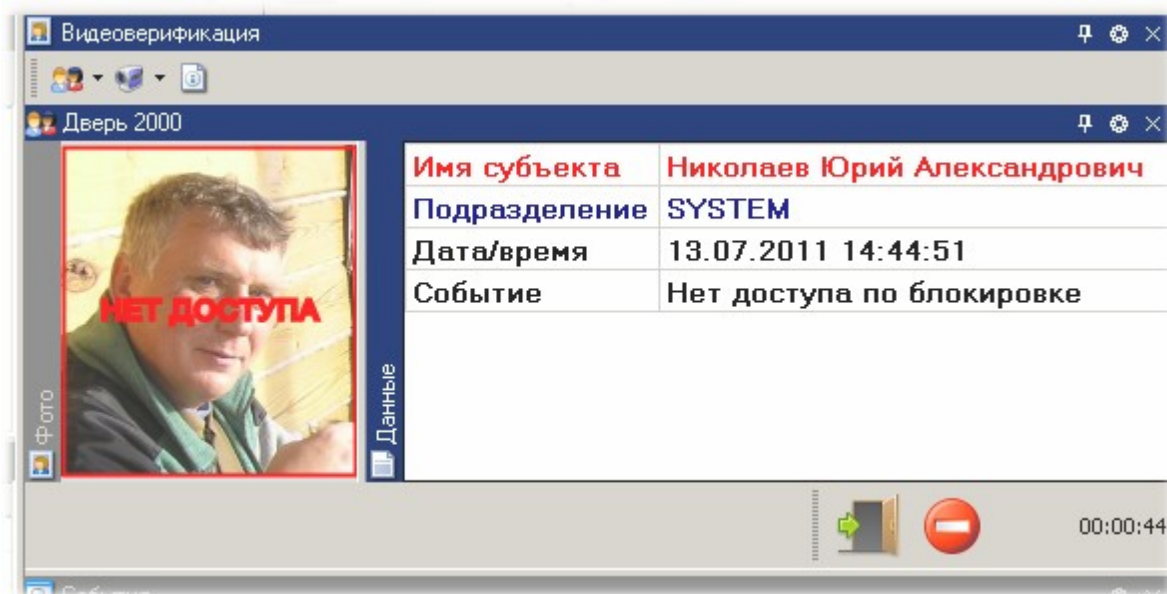 Видеоверификация
Дверь 2000
Фото
НЕТ ДОСТУПА
Данные
Имя субъекта Николаев Юрий Александрович
Подразделение SYSTEM
Дата/время 13.07.2011 14:44:51
Событие Нет доступа по блокировке
00:00:44